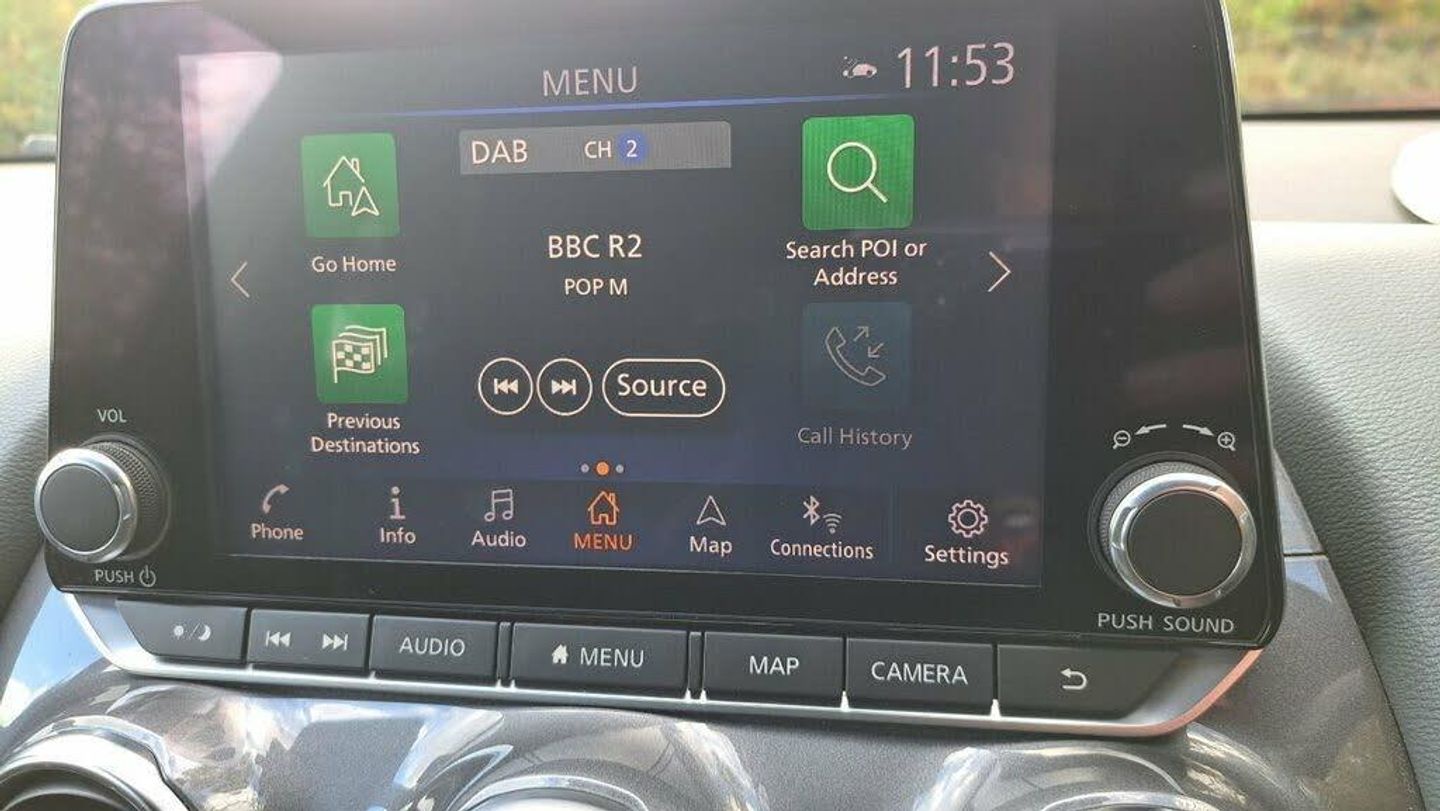 MENU
11:53
DAB CH 2
Go Home
BBC R2
POP M
Search POI or
Address
Previous
Destinations
Source
Call History
Phone
Info
Audio
MENU
Map
Connections
Settings
VOL
PUSH
PUSH SOUND
AUDIO
MENU
MAP
CAMERA